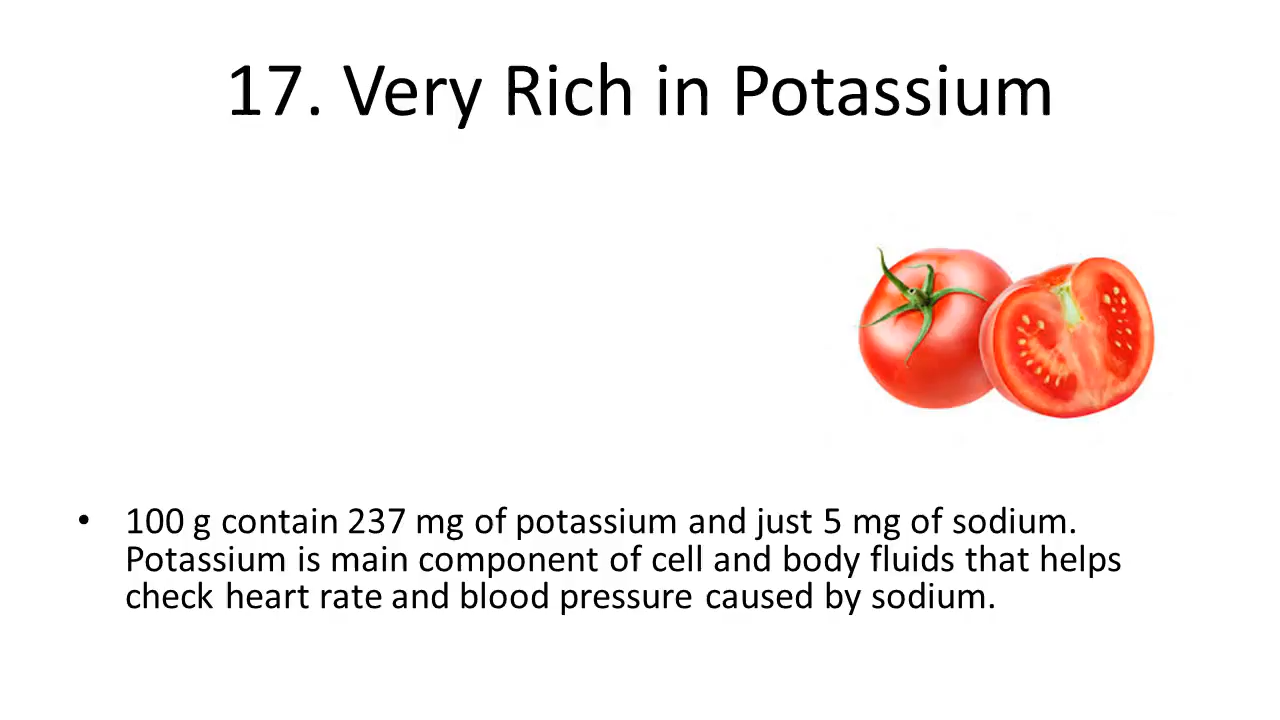 17. Very Rich in Potassium
• 100 g contain 237 mg of potassium and just 5 mg of sodium.
Potassium is main component of cell and body fluids that helps
check heart rate and blood pressure caused by sodium.